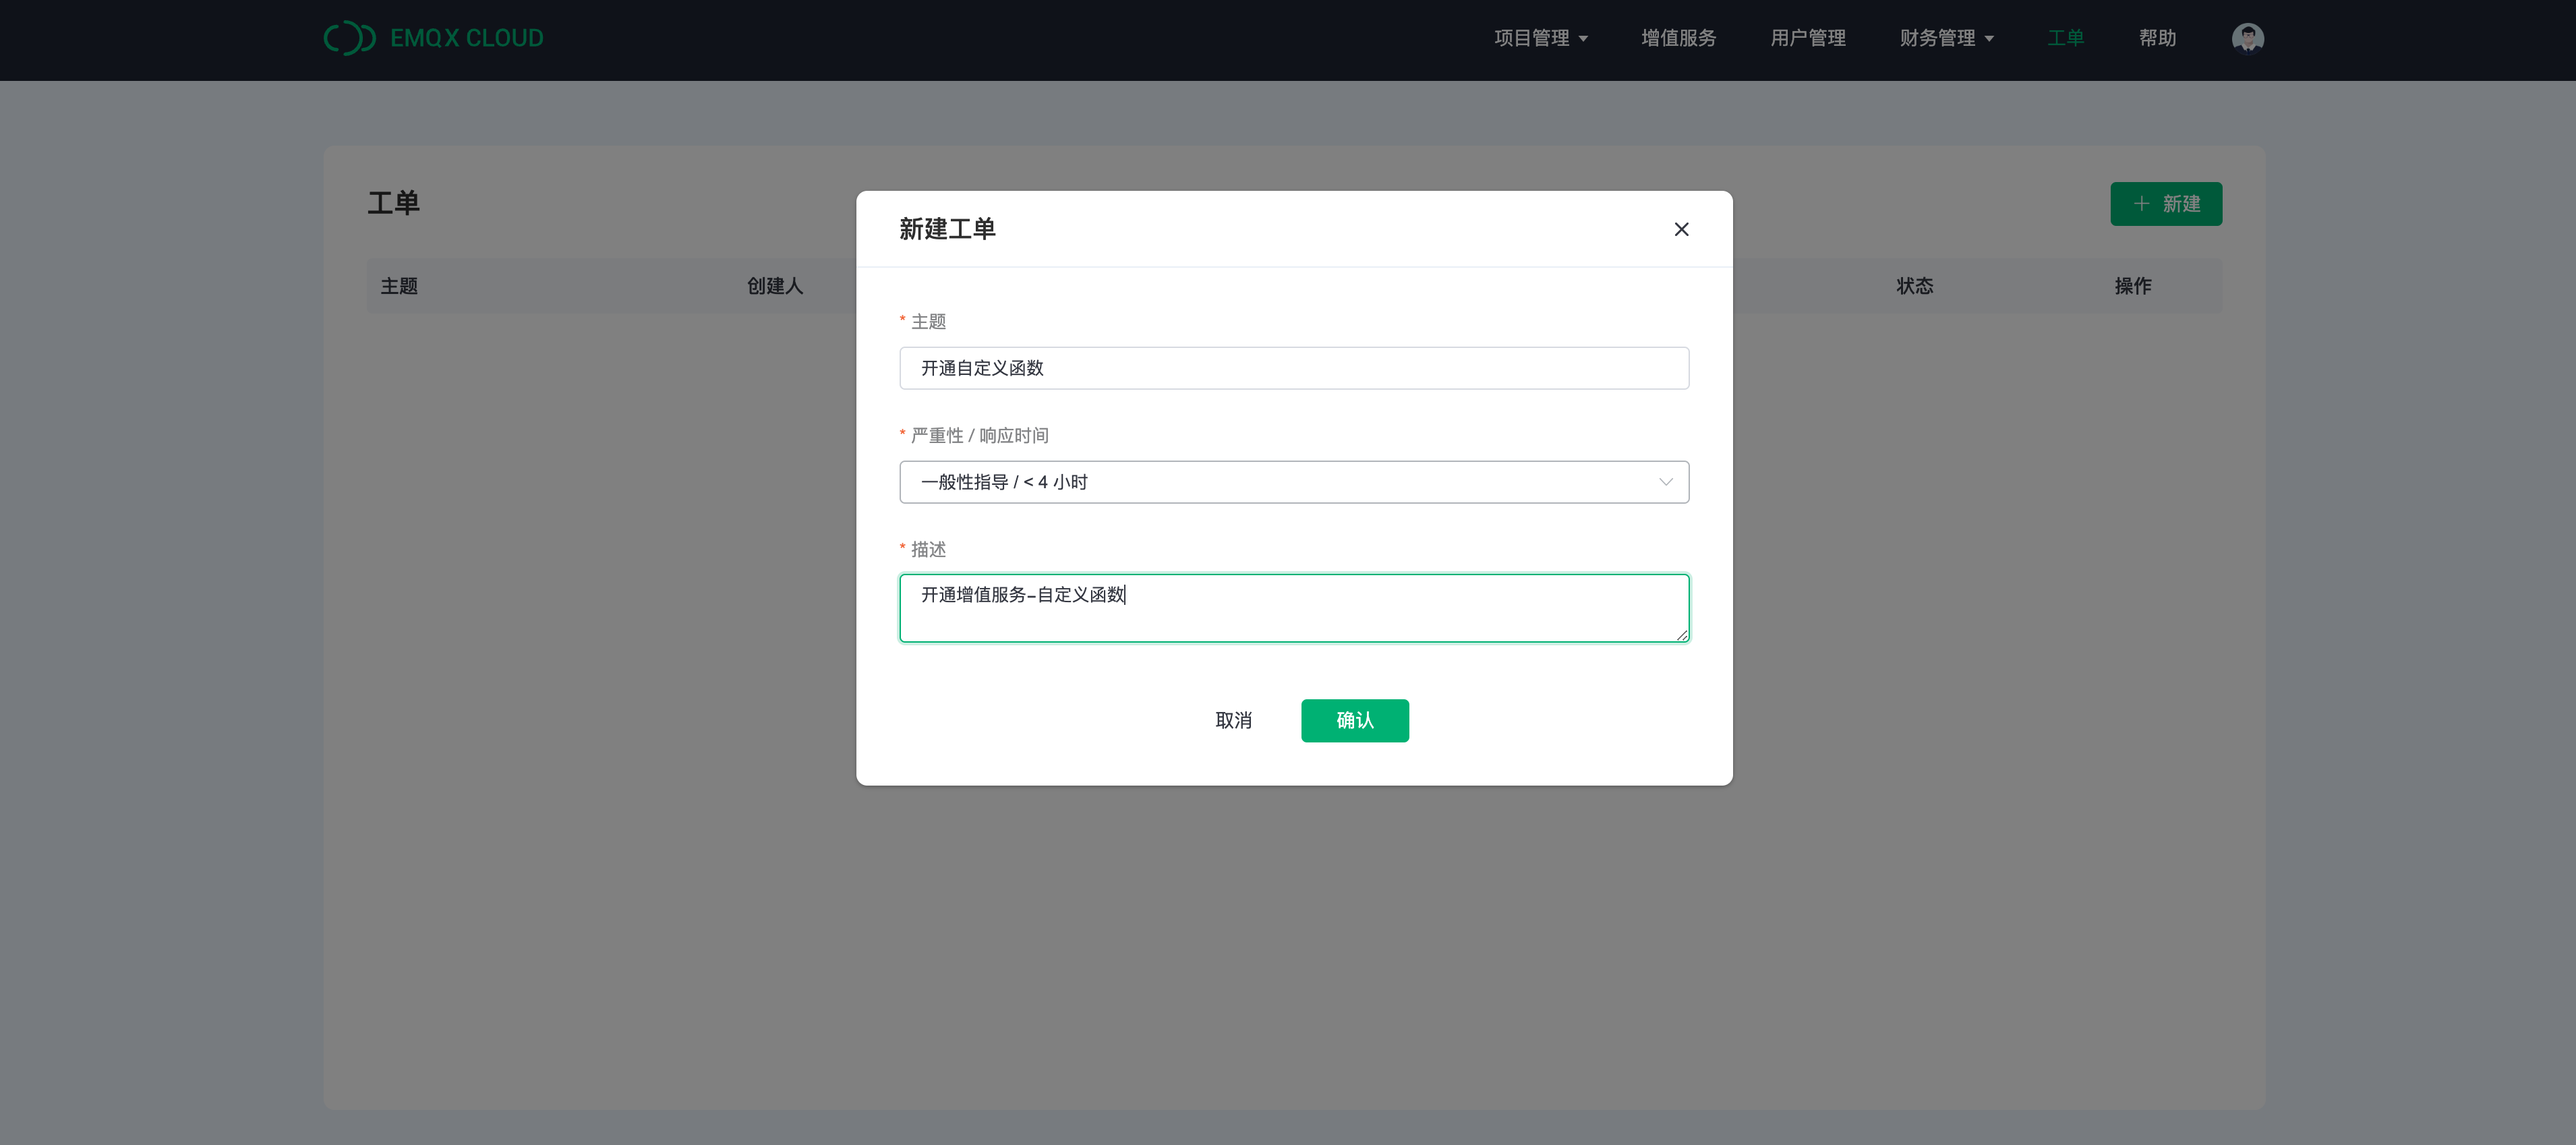 EMQX CLOUD
项目管理
增值服务
用户管理
财务管理
工单
帮助
工单
新建
主题
创建人
状态
操作
新建工单
* 主题
开通自定义函数
* 严重性 / 响应时间
一般性指导 / < 4 小时
* 描述
开通增值服务-自定义函数
取消
确认